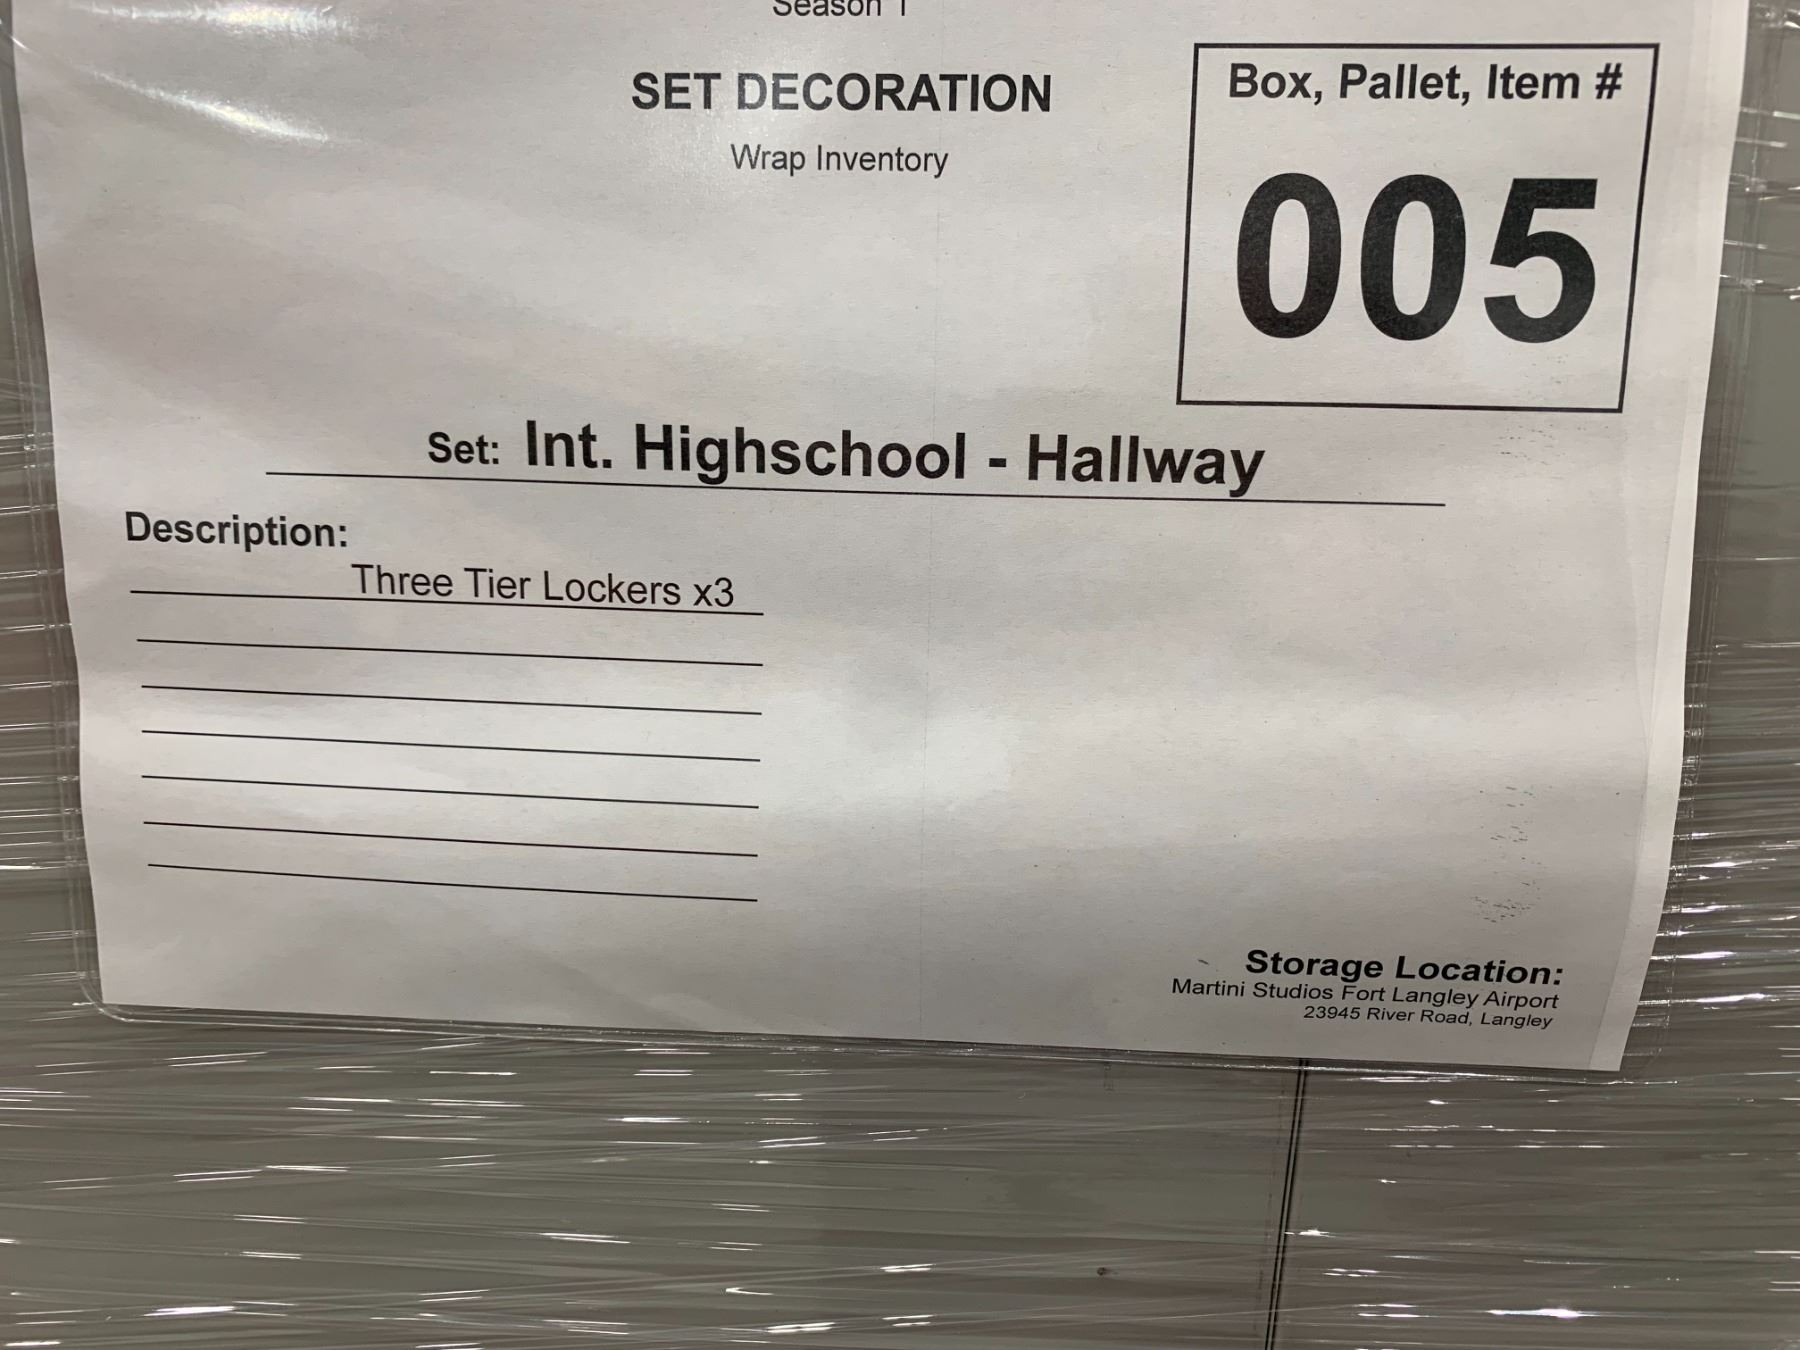 Season 1
SET DECORATION
Wrap Inventory
Box, Pallet, Item #
005
Set: Int. Highschool - Hallway
Description:
Three Tier Lockers x3
Storage Location:
Martini Studios Fort Langley Airport
23945 River Road, Langley